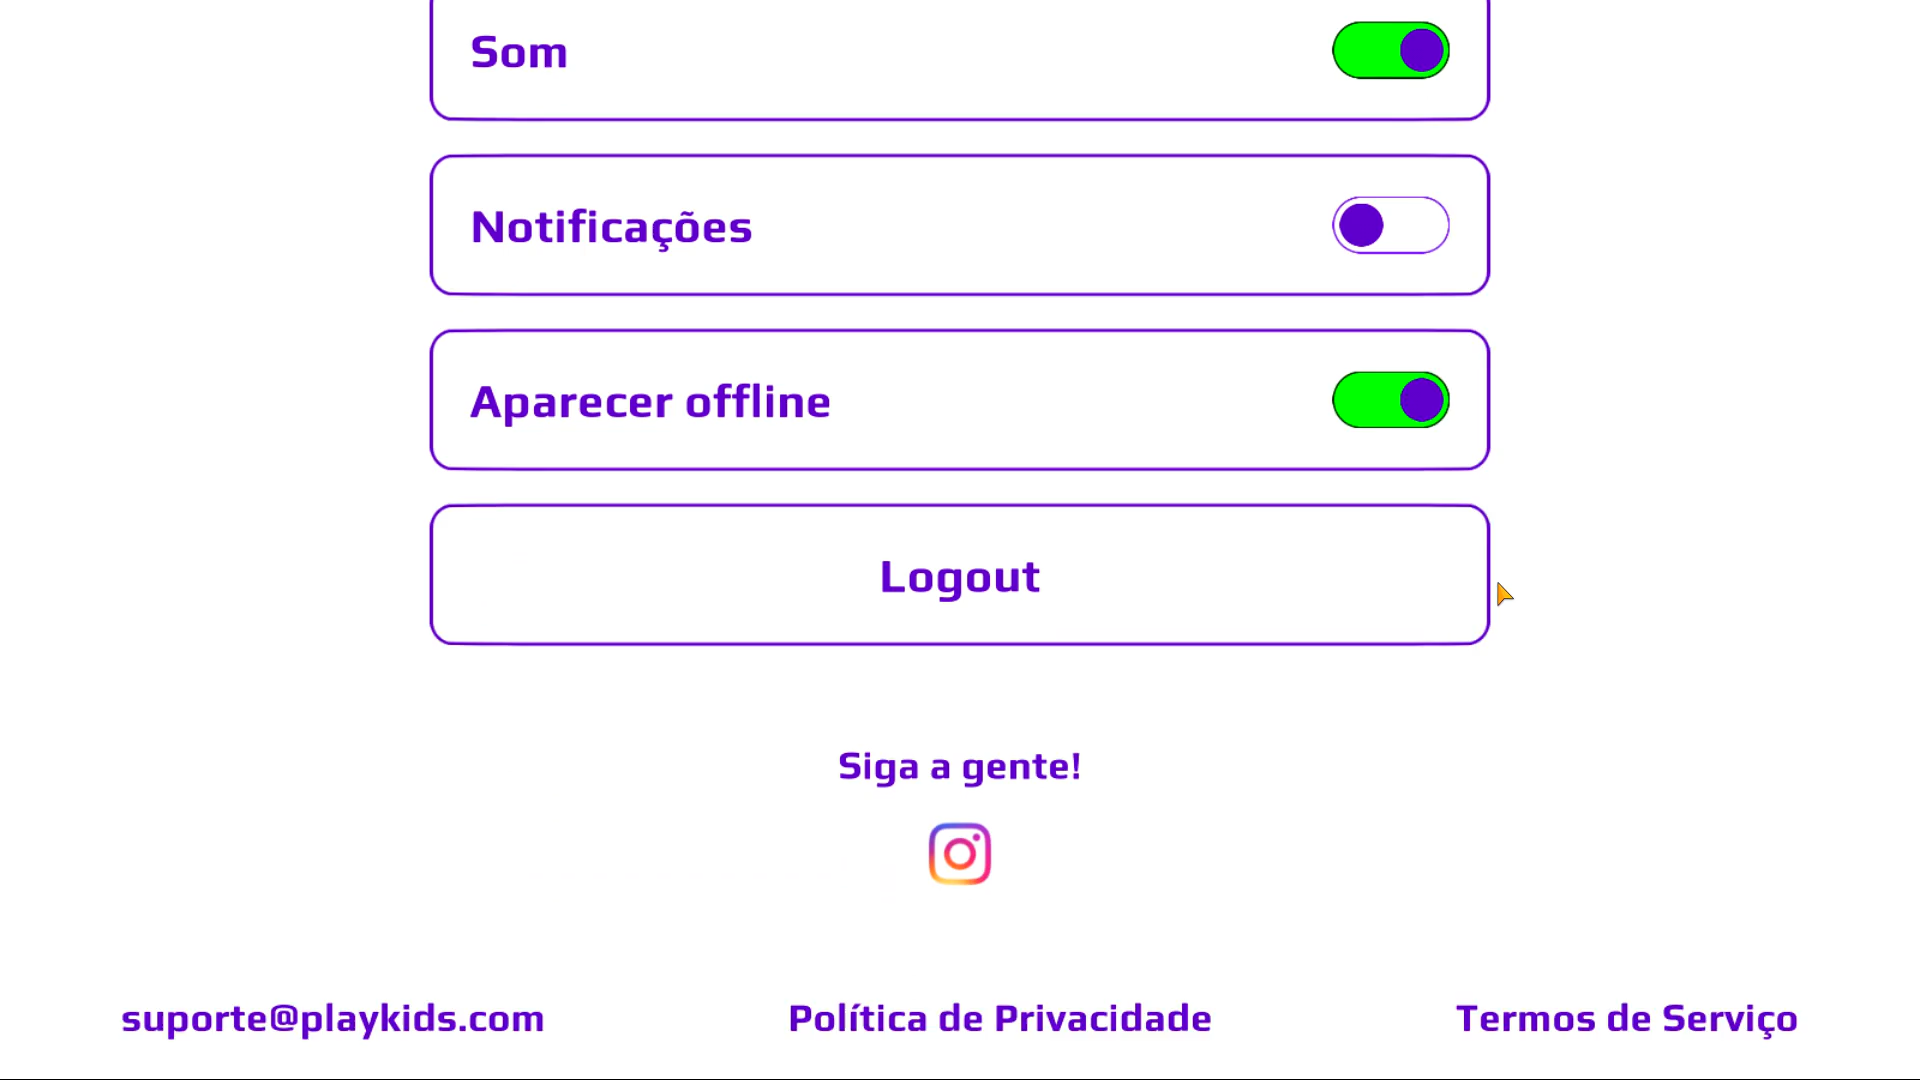 Som
Notificações
Aparecer offline
Logout
Siga a gente!
suporte@playkids.com
Política de Privacidade
Termos de Serviço